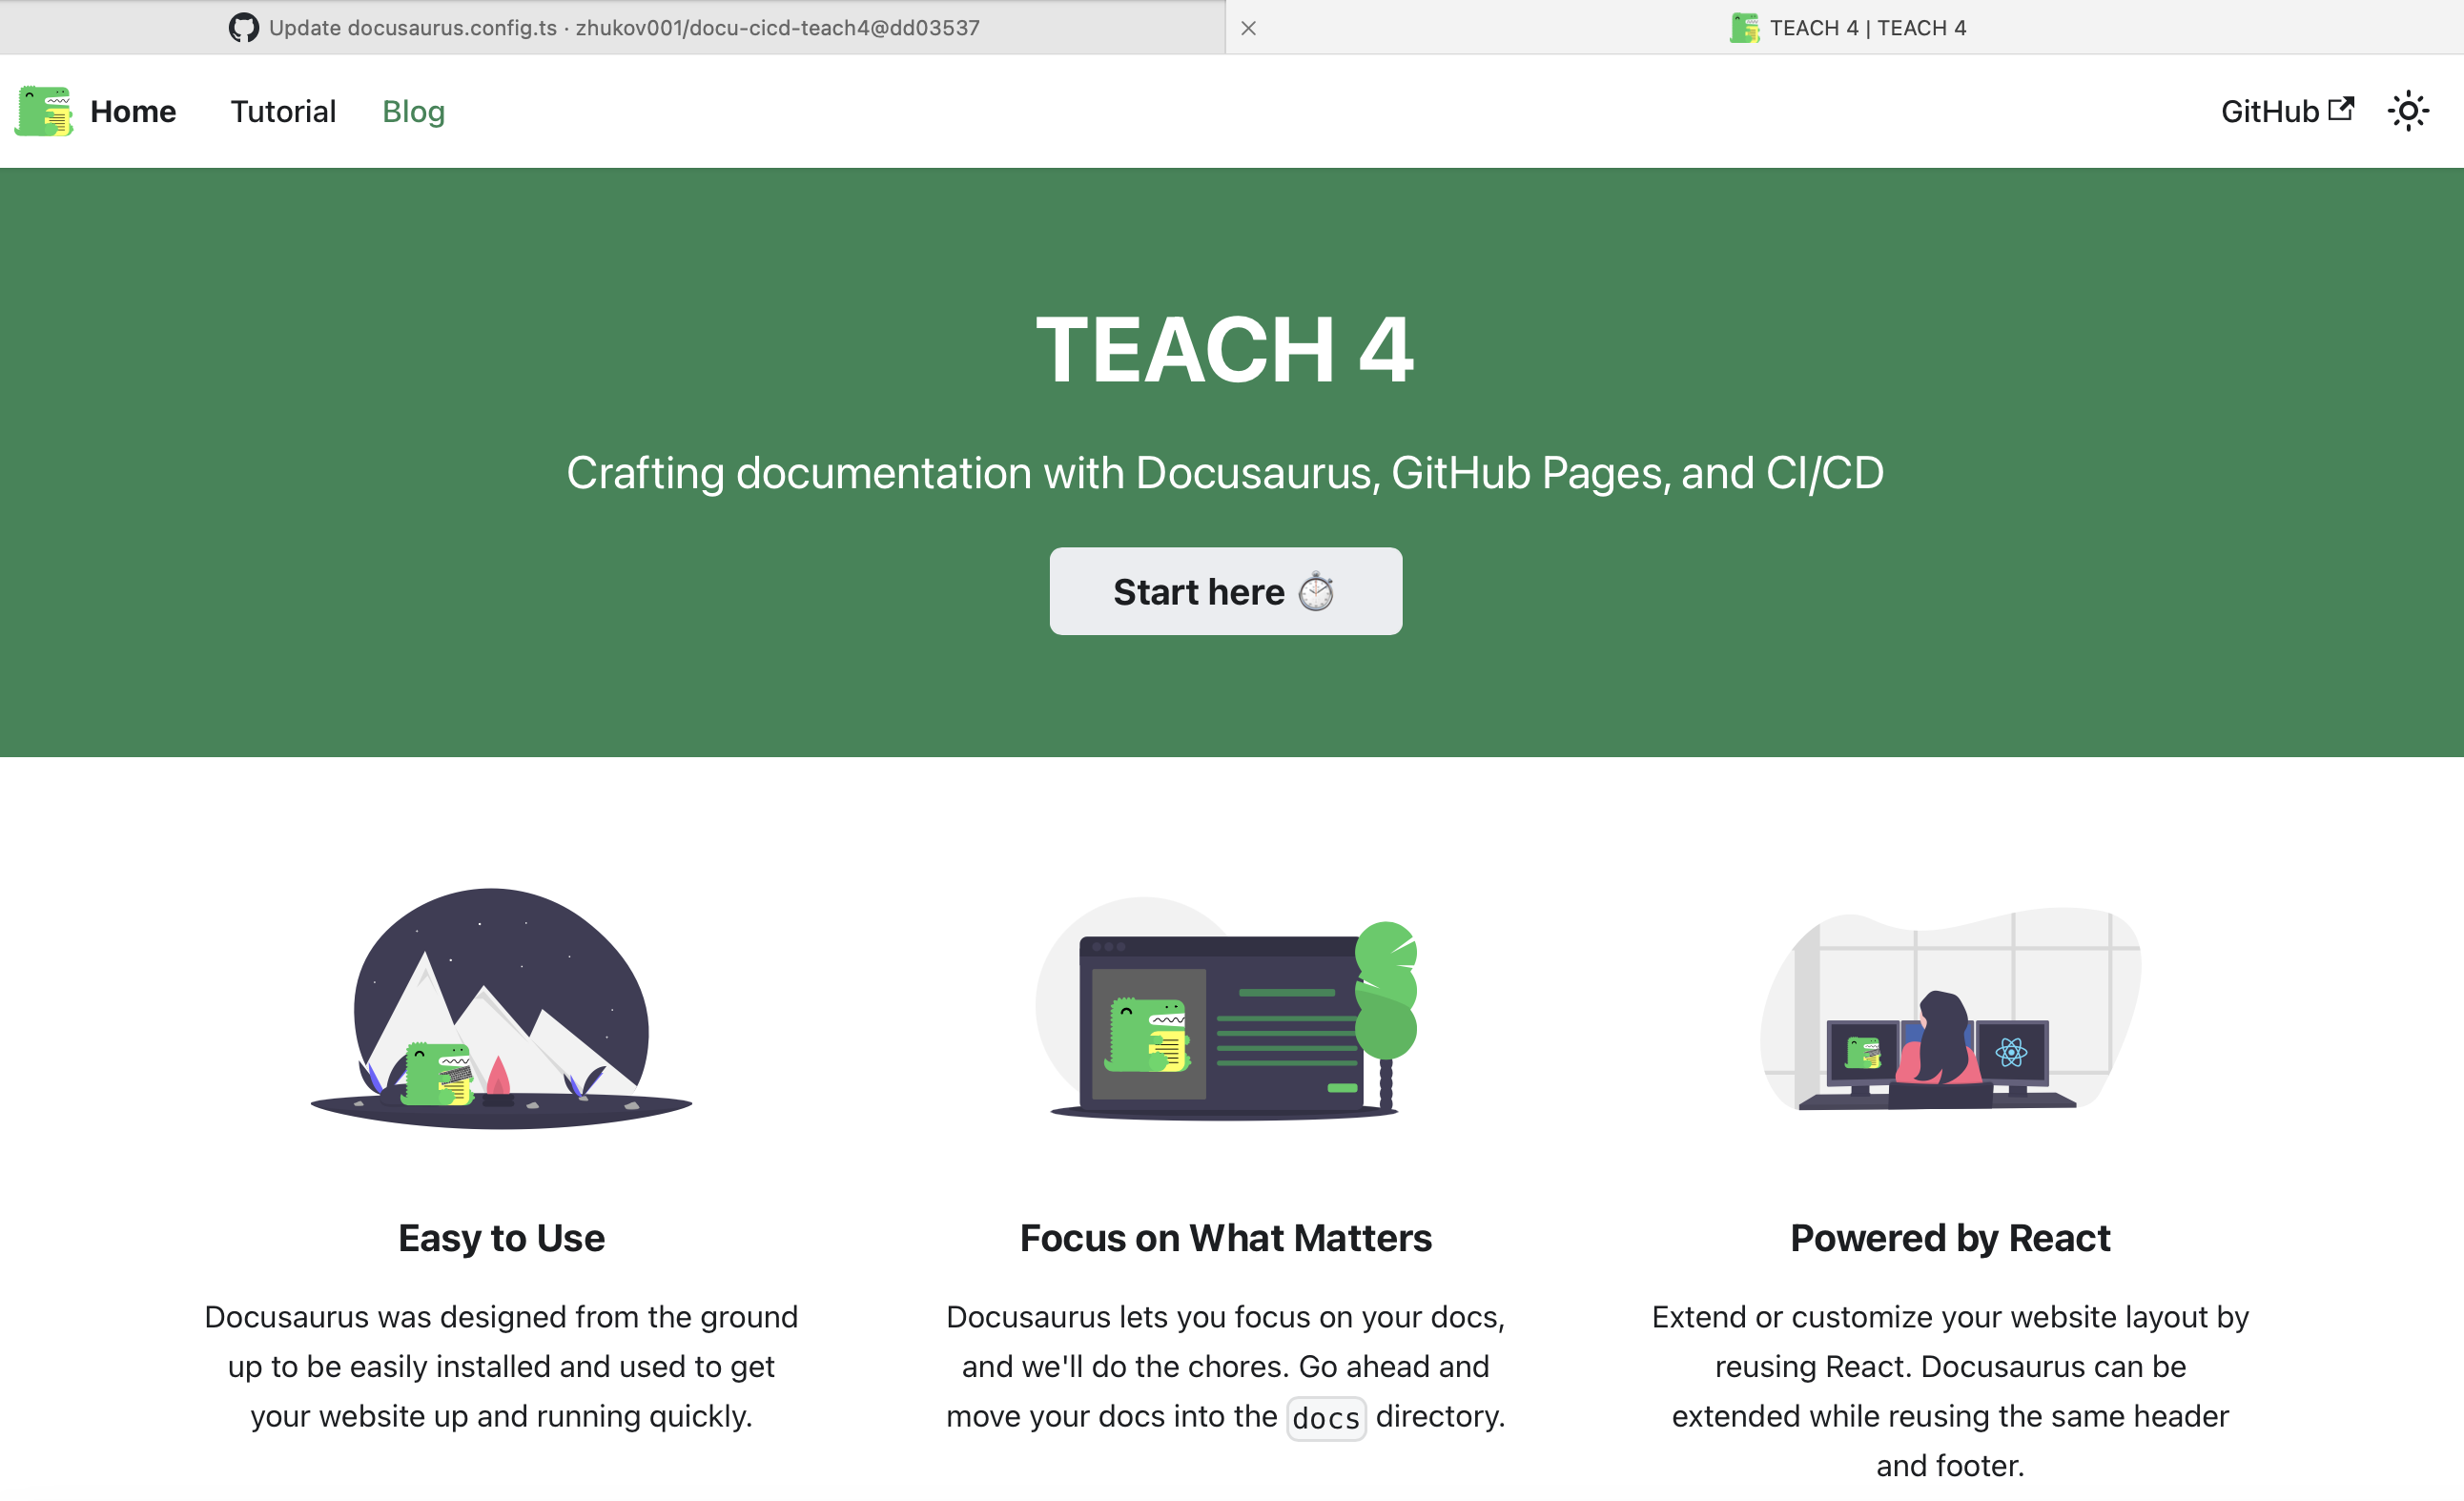 Update docusaurus.config.ts · zhukov001/docu-cicd-teach4@dd03537
TEACH 4 | TEACH 4
Home Tutorial Blog GitHub
TEACH 4
Crafting documentation with Docusaurus, GitHub Pages, and CI/CD
Start here ⏱️
Easy to Use
Docusaurus was designed from the ground
up to be easily installed and used to get
your website up and running quickly.
Focus on What Matters
Docusaurus lets you focus on your docs,
and we'll do the chores. Go ahead and
move your docs into the docs directory.
Powered by React
Extend or customize your website layout by
reusing React. Docusaurus can be
extended while reusing the same header
and footer.